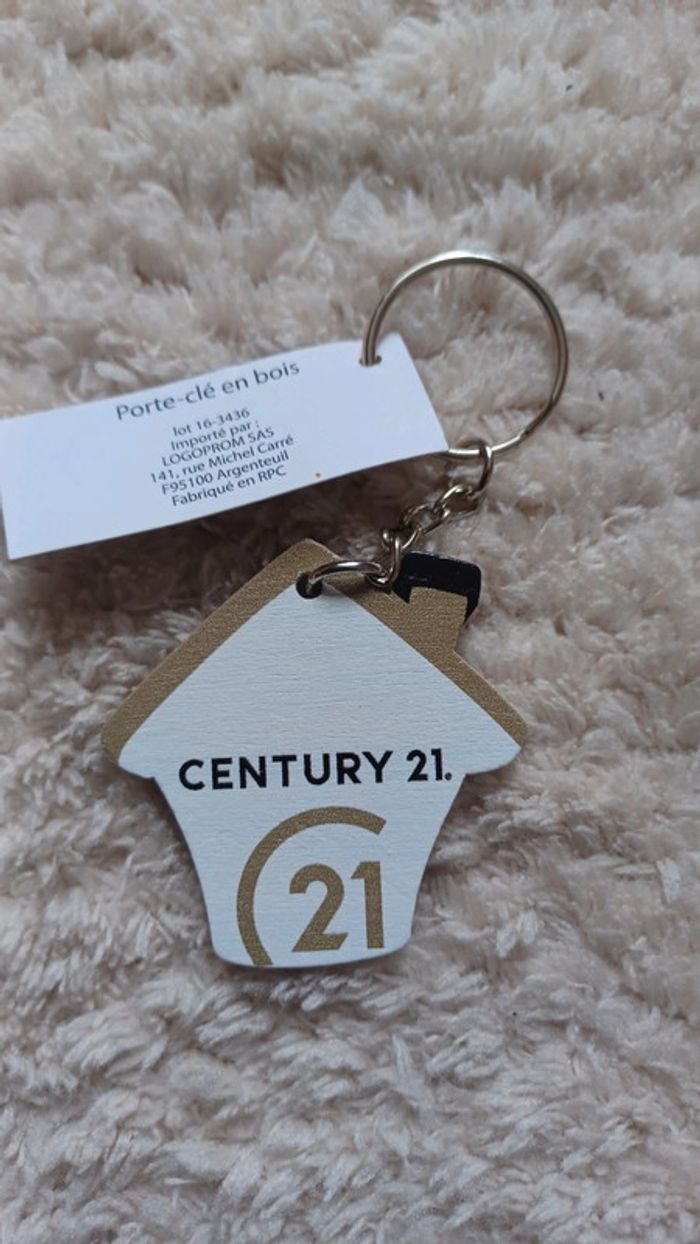 Porte-clé en bois
lot 16-3436
Importé par :
LOGOPROM SAS
141, rue Michel Carré
F95100 Argenteuil
Fabriqué en RPC
CENTURY 21®
C21